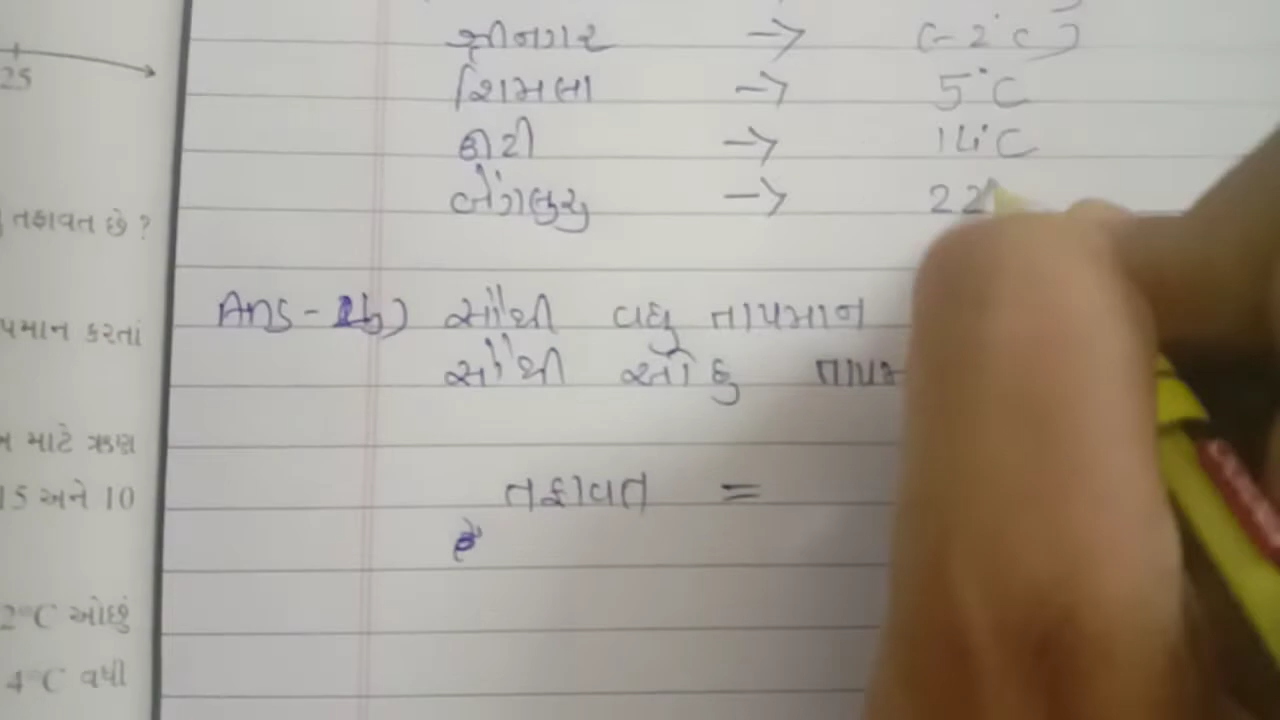 25
શ્રીનગર → (-2°C)
શિમલા → 5°C
ઊટી → 14°C
બેંગલુરુ → 22
તફાવત છે ?
Ans - 1b) સૌથી વધુ તાપમાન
કરતાં
સૌથી ઓછુ
માટે ઋણ
15 અને 10
તફાવત =
2°C ઓછું
4°C વધી